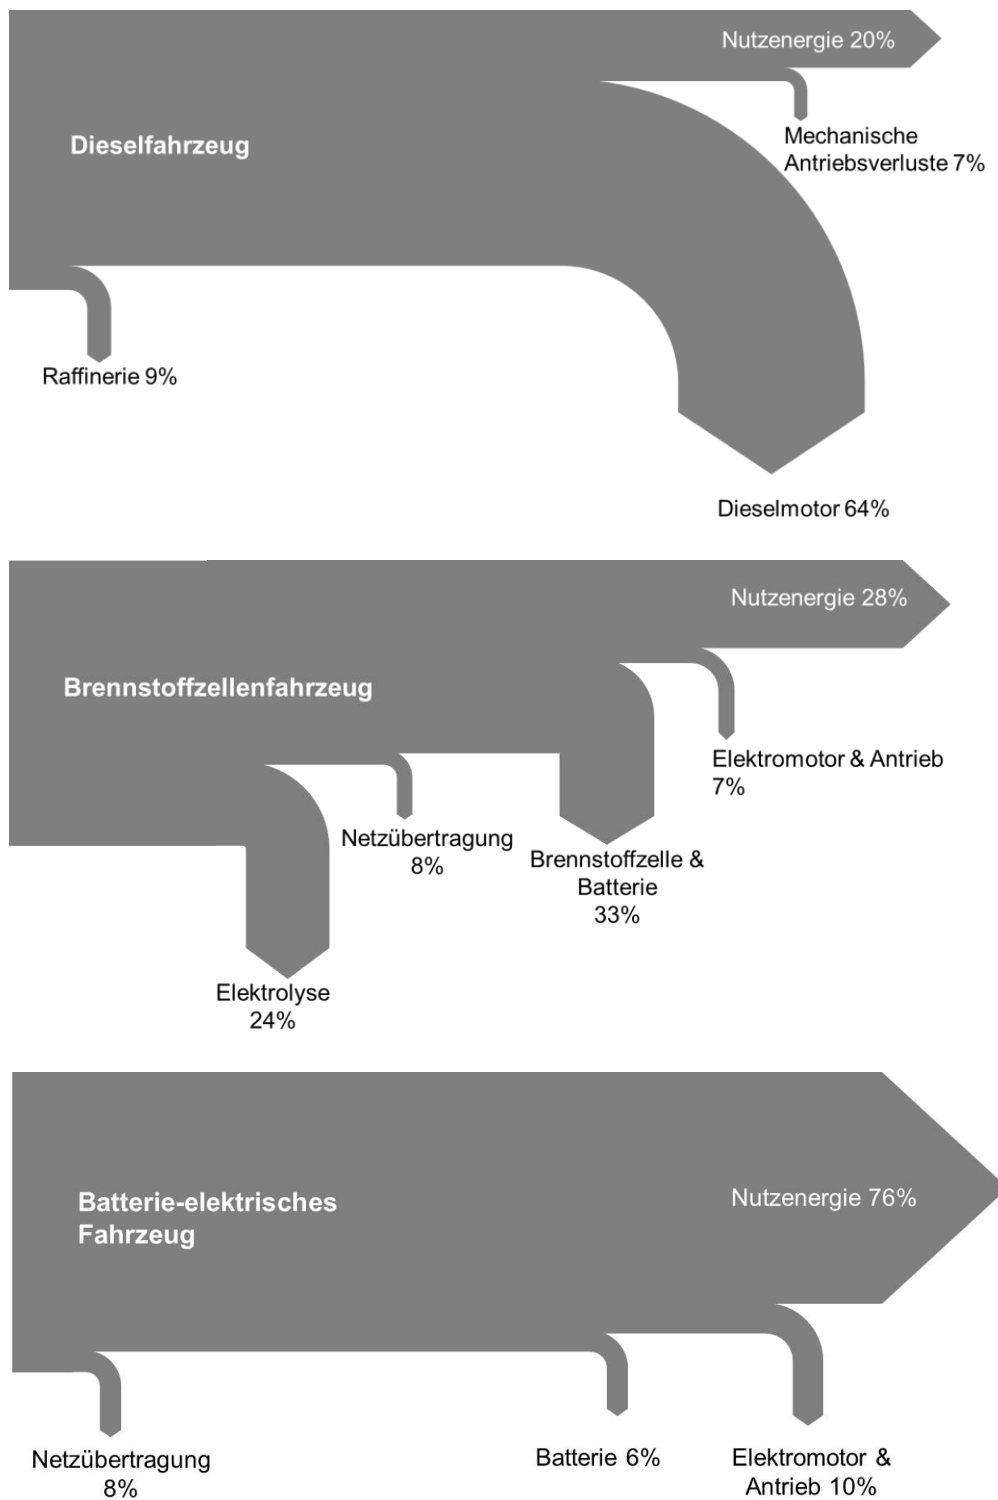 Nutzenergie 20%
Mechanische
Antriebsverluste 7%
Dieselfahrzeug
Raffinerie 9%
Dieselmotor 64%
Nutzenergie 28%
Brennstoffzellenfahrzeug
Elektromotor & Antrieb
7%
Netzübertragung
8%
Brennstoffzelle &
Batterie
33%
Elektrolyse
24%
Batterie-elektrisches
Fahrzeug
Nutzenergie 76%
Netzübertragung
8%
Batterie 6%
Elektromotor &
Antrieb 10%